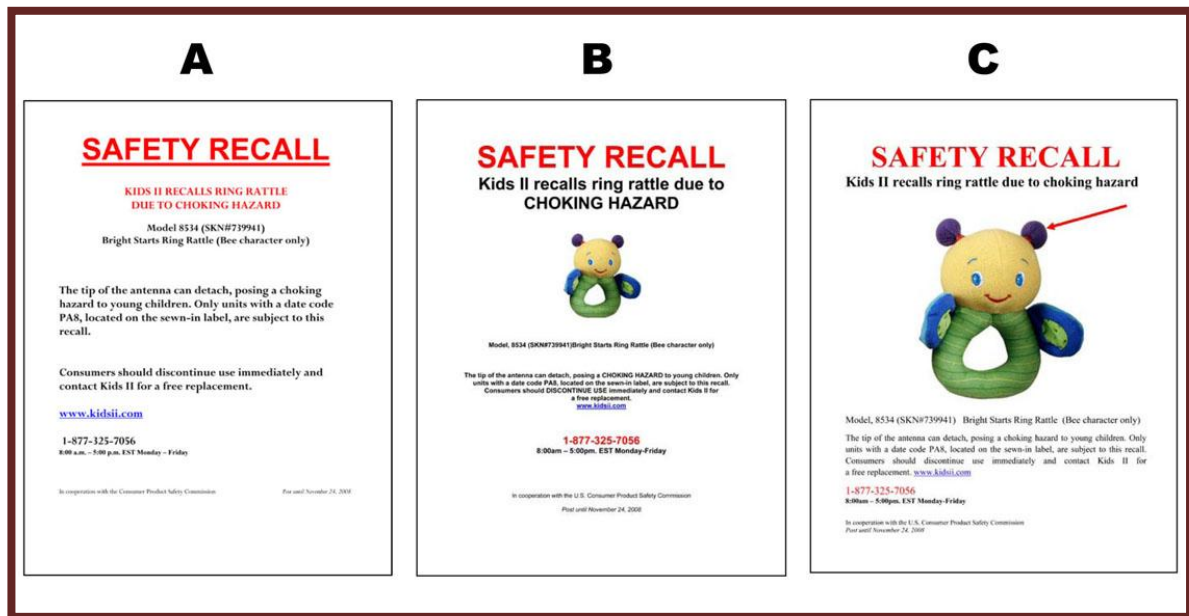 A
SAFETY RECALL
KIDS II RECALLS RING RATTLE
DUE TO CHOKING HAZARD
Model 8534 (SKN#739941)
Bright Starts Ring Rattle (Bee character only)
The tip of the antenna can detach, posing a choking
hazard to young children. Only units with a date code
PA8, located on the sewn-in label, are subject to this
recall.
Consumers should discontinue use immediately and
contact Kids II for a free replacement.
www.kidsii.com
1-877-325-7056
8:00 a.m. – 5:00 p.m. EST Monday – Friday
In cooperation with the Consumer Product Safety Commission Post until November 24, 2008
B
SAFETY RECALL
Kids II recalls ring rattle due to
CHOKING HAZARD
Model, 8534 (SKN#739941)Bright Starts Ring Rattle (Bee character only)
The tip of the antenna can detach, posing a CHOKING HAZARD to young children. Only
units with a date code PA8, located on the sewn-in label, are subject to this recall.
Consumers should DISCONTINUE USE immediately and contact Kids II for
a free replacement.
www.kidsii.com
1-877-325-7056
8:00am – 5:00pm. EST Monday-Friday
In cooperation with the U.S. Consumer Product Safety Commission
Post until November 24, 2008
C
SAFETY RECALL
Kids II recalls ring rattle due to choking hazard
Model, 8534 (SKN#739941) Bright Starts Ring Rattle (Bee character only)
The tip of the antenna can detach, posing a choking hazard to young children. Only
units with a date code PA8, located on the sewn-in label, are subject to this recall.
Consumers should discontinue use immediately and contact Kids II for
a free replacement. www.kidsii.com
1-877-325-7056
8:00am – 5:00pm. EST Monday-Friday
In cooperation with the U.S. Consumer Product Safety Commission
Post until November 24, 2008